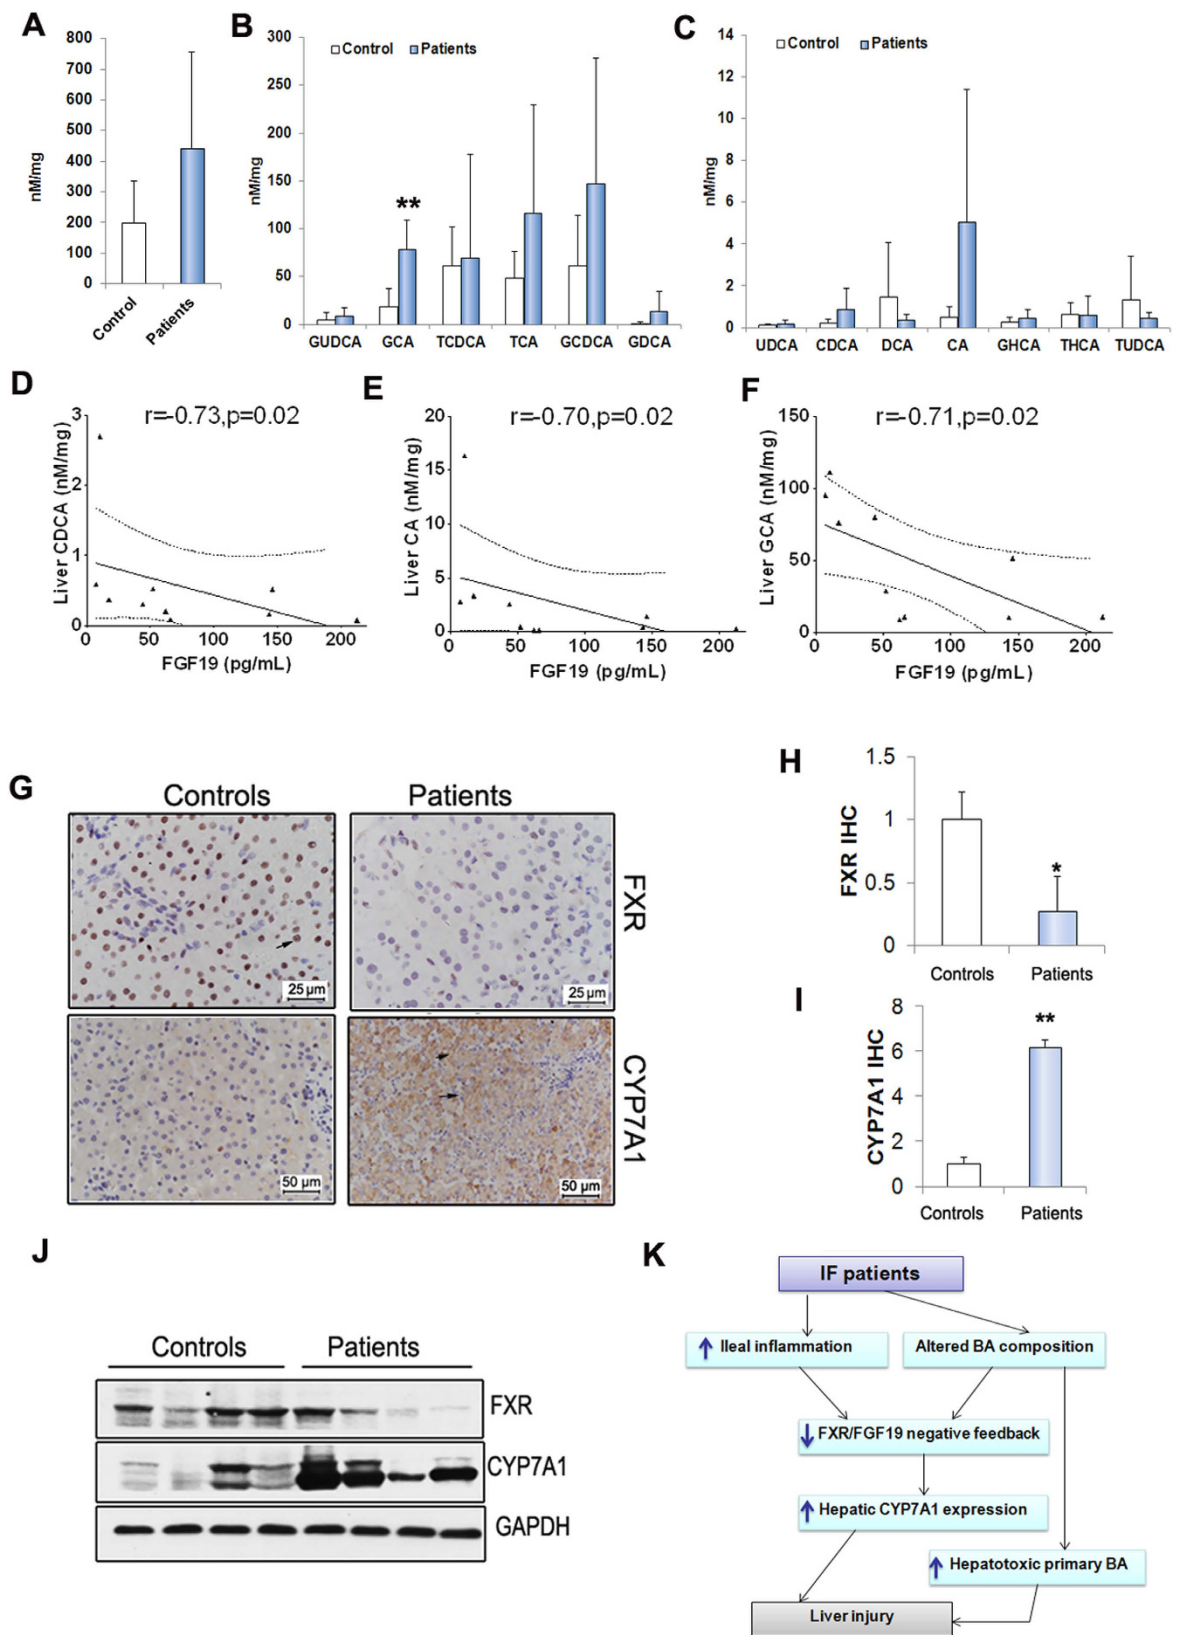 A
800
700
600
500
400
300
200
100
0
nM/mg
Control
Patients
B
Control Patients
300
250
200
150
100
50
0
nM/mg
**
GUDCA GCA TCDCA TCA GCDCA GDCA
C
Control Patients
14
12
10
8
6
4
2
0
nM/mg
UDCA CDCA DCA CA GHCA THCA TUDCA
D
r=-0.73,p=0.02
3
2
1
0
Liver CDCA (nM/mg)
0 50 100 150 200
FGF19 (pg/mL)
E
r=-0.70,p=0.02
20
15
10
5
0
Liver CA (nM/mg)
0 50 100 150 200
FGF19 (pg/mL)
F
r=-0.71,p=0.02
150
100
50
0
Liver GCA (nM/mg)
0 50 100 150 200
FGF19 (pg/mL)
G
Controls Patients
FXR
25 µm
25 µm
CYP7A1
50 µm
50 µm
H
1.5
1
0.5
0
FXR IHC
*
Controls Patients
I
8
6
4
2
0
CYP7A1 IHC
**
Controls Patients
J
Controls Patients
FXR
CYP7A1
GAPDH
K
IF patients
Ileal inflammation
Altered BA composition
FXR/FGF19 negative feedback
Hepatic CYP7A1 expression
Hepatotoxic primary BA
Liver injury